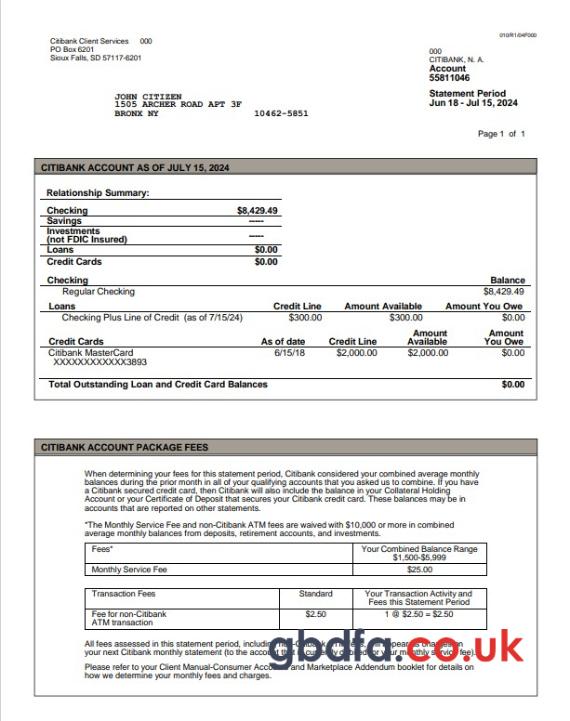 010/R1/04F000
Citibank Client Services 000
PO Box 6201
Sioux Falls, SD 57117-6201
000
CITIBANK, N. A.
Account
55811046
Statement Period
Jun 18 - Jul 15, 2024
JOHN CITIZEN
1505 ARCHER ROAD APT 3F
BRONX NY 10462-5851
Page 1 of 1
CITIBANK ACCOUNT AS OF JULY 15, 2024
Relationship Summary:
Checking $8,429.49
Savings -----
Investments
(not FDIC Insured) -----
Loans $0.00
Credit Cards $0.00
Checking Balance
Regular Checking $8,429.49
Loans Credit Line Amount Available Amount You Owe
Checking Plus Line of Credit (as of 7/15/24) $300.00 $300.00 $0.00
Credit Cards As of date Credit Line Amount Available Amount You Owe
Citibank MasterCard 6/15/18 $2,000.00 $2,000.00 $0.00
XXXXXXXXXXXX3893
Total Outstanding Loan and Credit Card Balances $0.00
CITIBANK ACCOUNT PACKAGE FEES
When determining your fees for this statement period, Citibank considered your combined average monthly
balances during the prior month in all of your qualifying accounts that you asked us to combine. If you have
a Citibank secured credit card, then Citibank will also include the balance in your Collateral Holding
Account or your Certificate of Deposit that secures your Citibank credit card. These balances may be in
accounts that are reported on other statements.
*The Monthly Service Fee and non-Citibank ATM fees are waived with $10,000 or more in combined
average monthly balances from deposits, retirement accounts, and investments.
Fees* Your Combined Balance Range
$1,500-$5,999
Monthly Service Fee $25.00
Transaction Fees Standard Your Transaction Activity and
Fees this Statement Period
Fee for non-Citibank $2.50 1 @ $2.50 = $2.50
ATM transaction
All fees assessed in this statement period, including
your next Citibank monthly statement (to the account monthly service fee).
gbdfa.co.uk
Please refer to your Client Manual-Consumer Account and Marketplace Addendum booklet for details on
how we determine your monthly fees and charges.